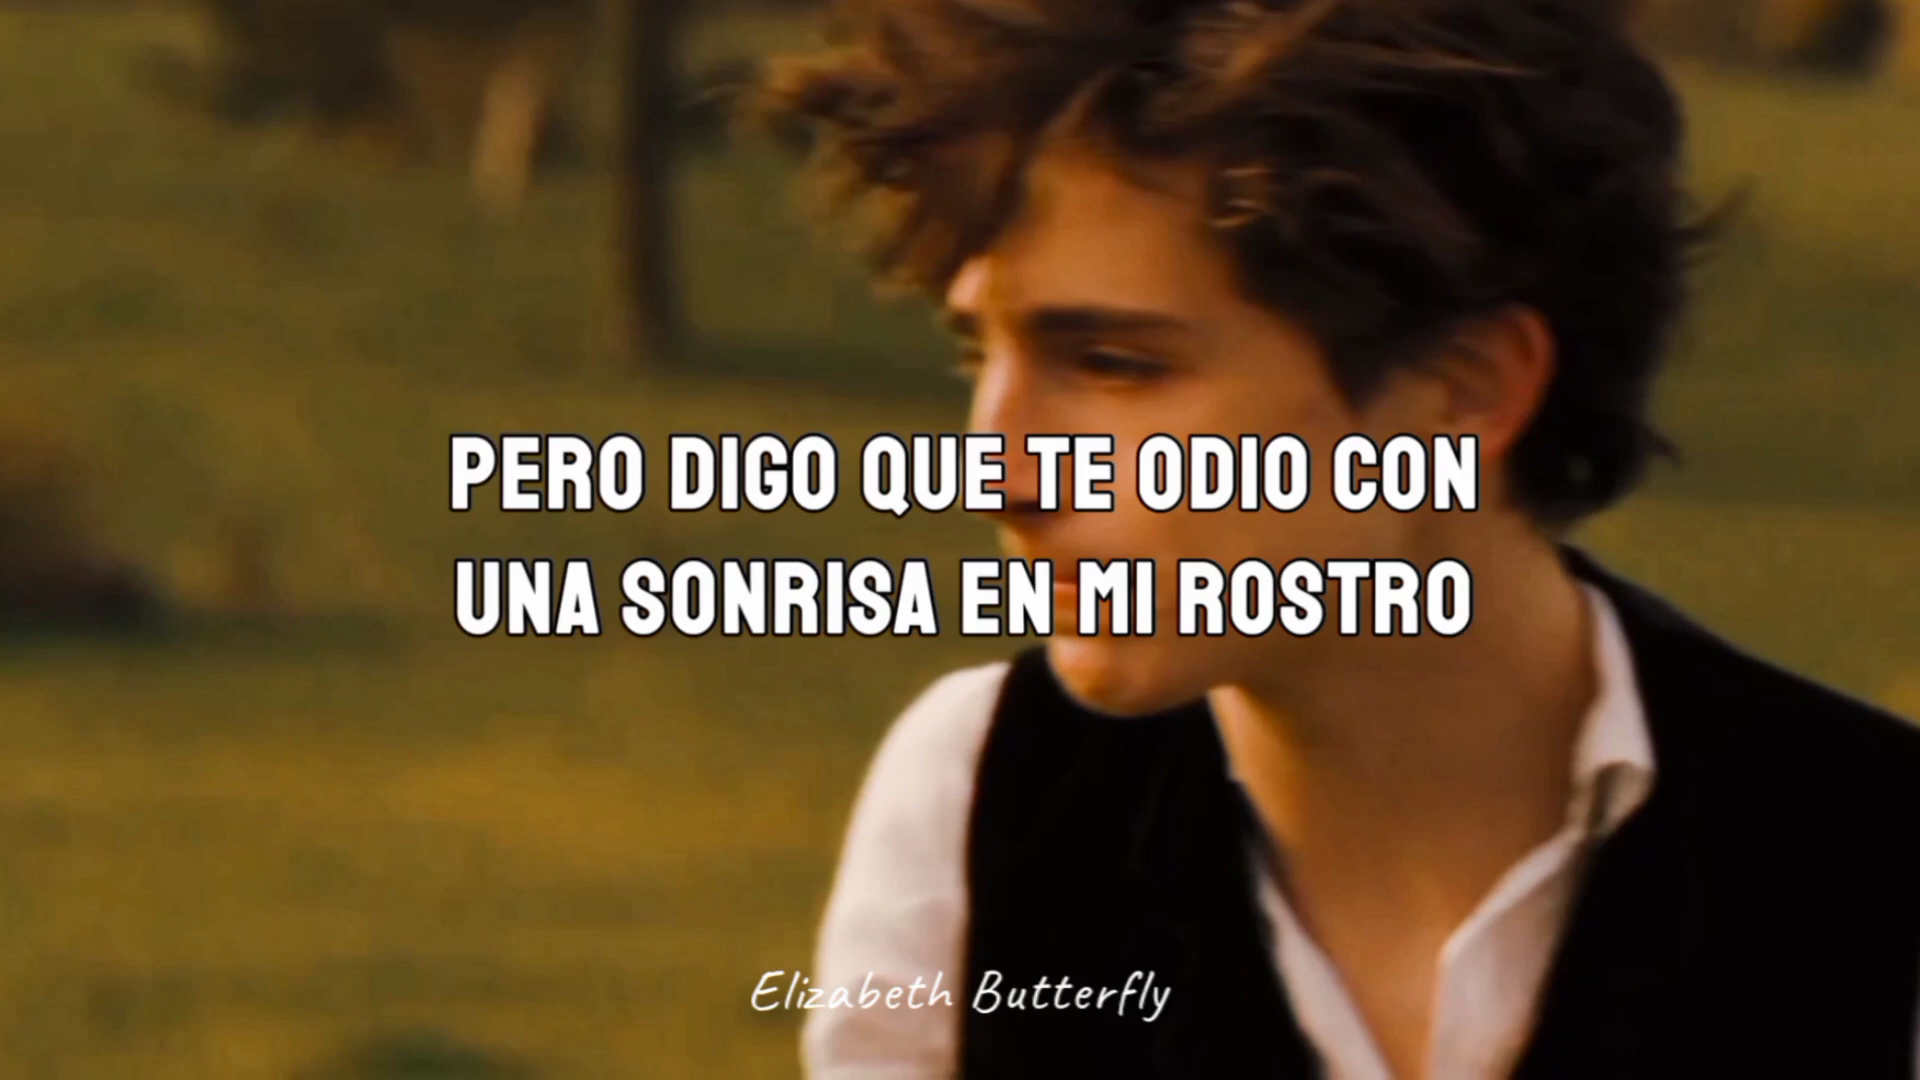 PERO DIGO QUE TE ODIO CON
UNA SONRISA EN MI ROSTRO
Elizabeth Butterfly